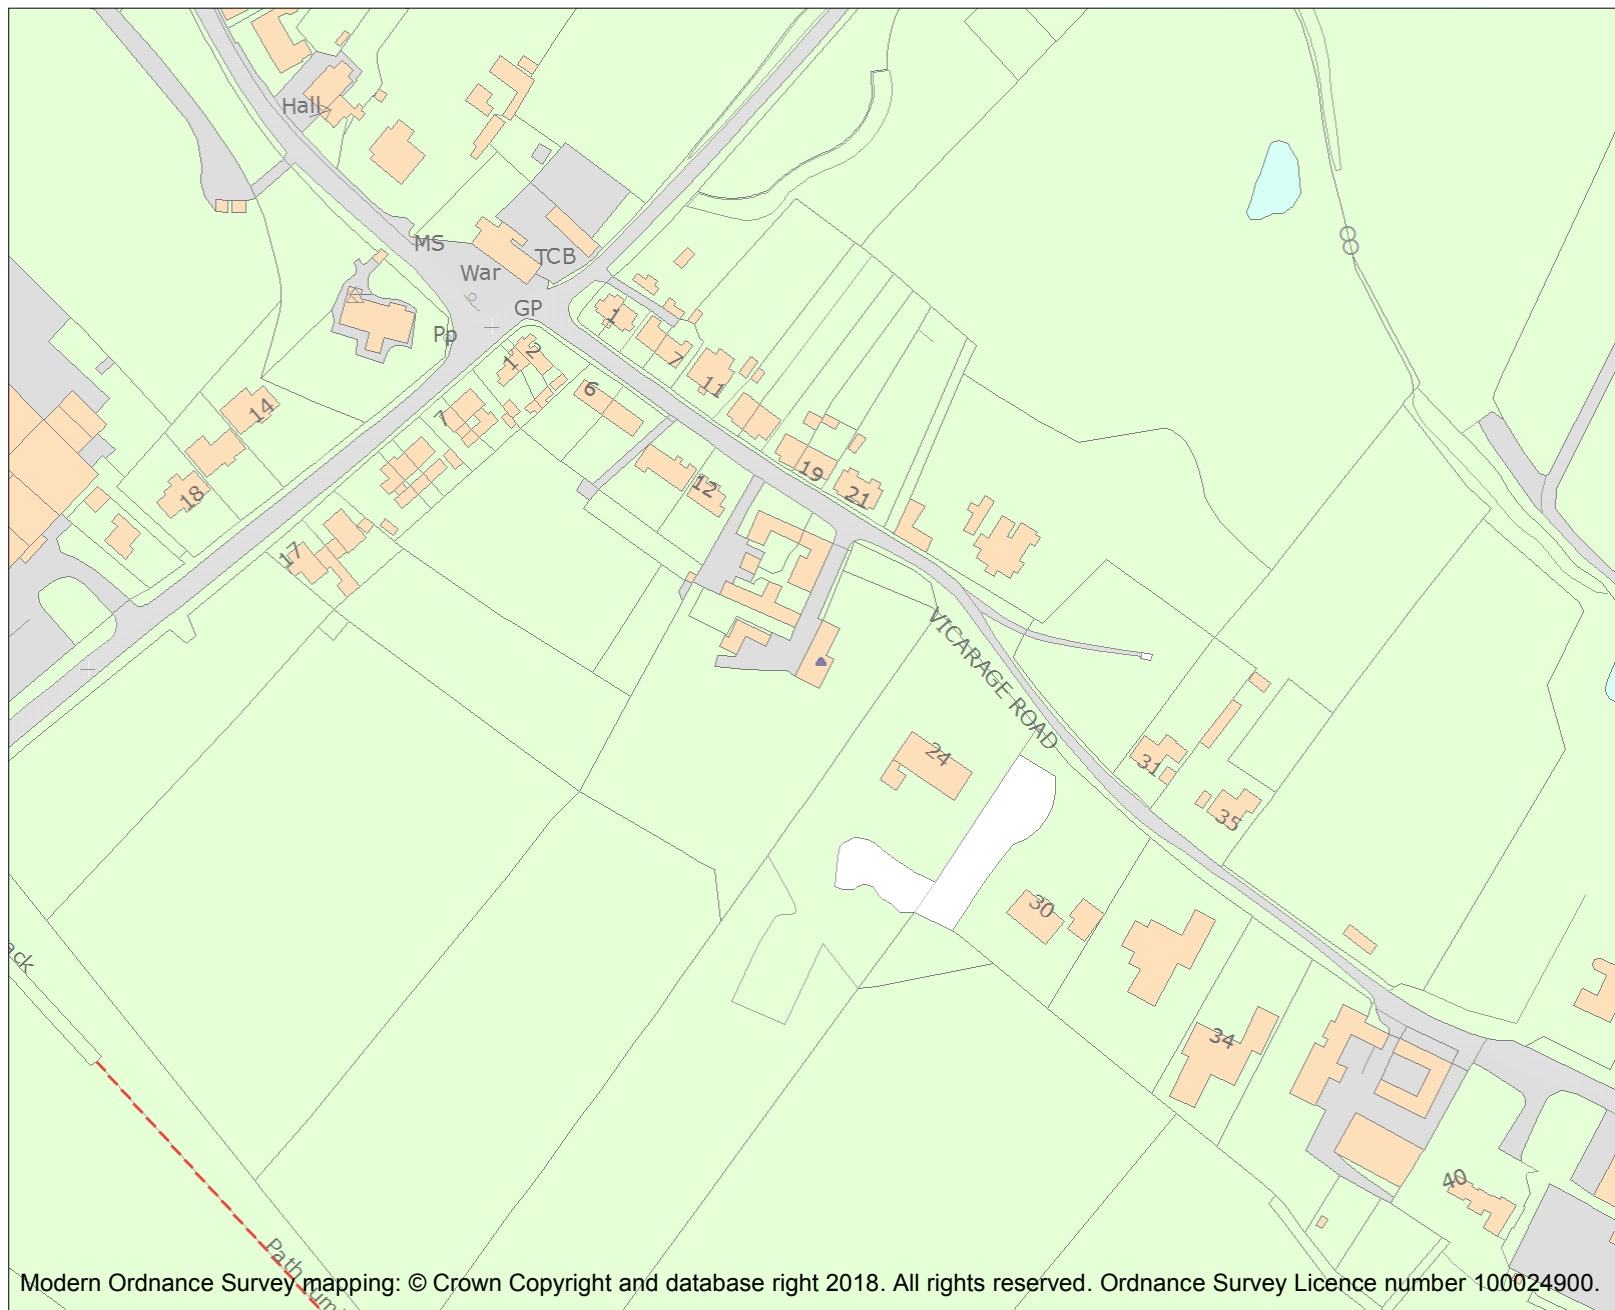 Hall
MS
TCB
War
GP
Pp
1
1
2
7
11
6
7
14
19
12
21
18
17
VICARAGE ROAD
24
31
35
30
ack
34
40
Path
Modern Ordnance Survey mapping: © Crown Copyright and database right 2018. All rights reserved. Ordnance Survey Licence number 100024900.